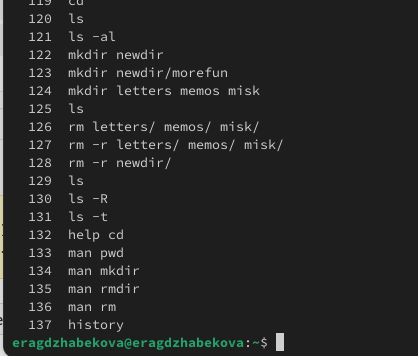 119 cd
120 ls
121 ls -al
122 mkdir newdir
123 mkdir newdir/morefun
124 mkdir letters memos misk
125 ls
126 rm letters/ memos/ misk/
127 rm -r letters/ memos/ misk/
128 rm -r newdir/
129 ls
130 ls -R
131 ls -t
132 help cd
133 man pwd
134 man mkdir
135 man rmdir
136 man rm
137 history
eragdzhabekova@eragdzhabekova:~$